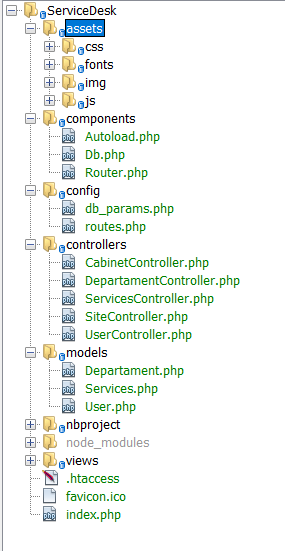 ServiceDesk
assets
css
fonts
img
js
components
Autoload.php
Db.php
Router.php
config
db_params.php
routes.php
controllers
CabinetController.php
DepartamentController.php
ServicesController.php
SiteController.php
UserController.php
models
Departament.php
Services.php
User.php
nbproject
node_modules
views
.htaccess
favicon.ico
index.php